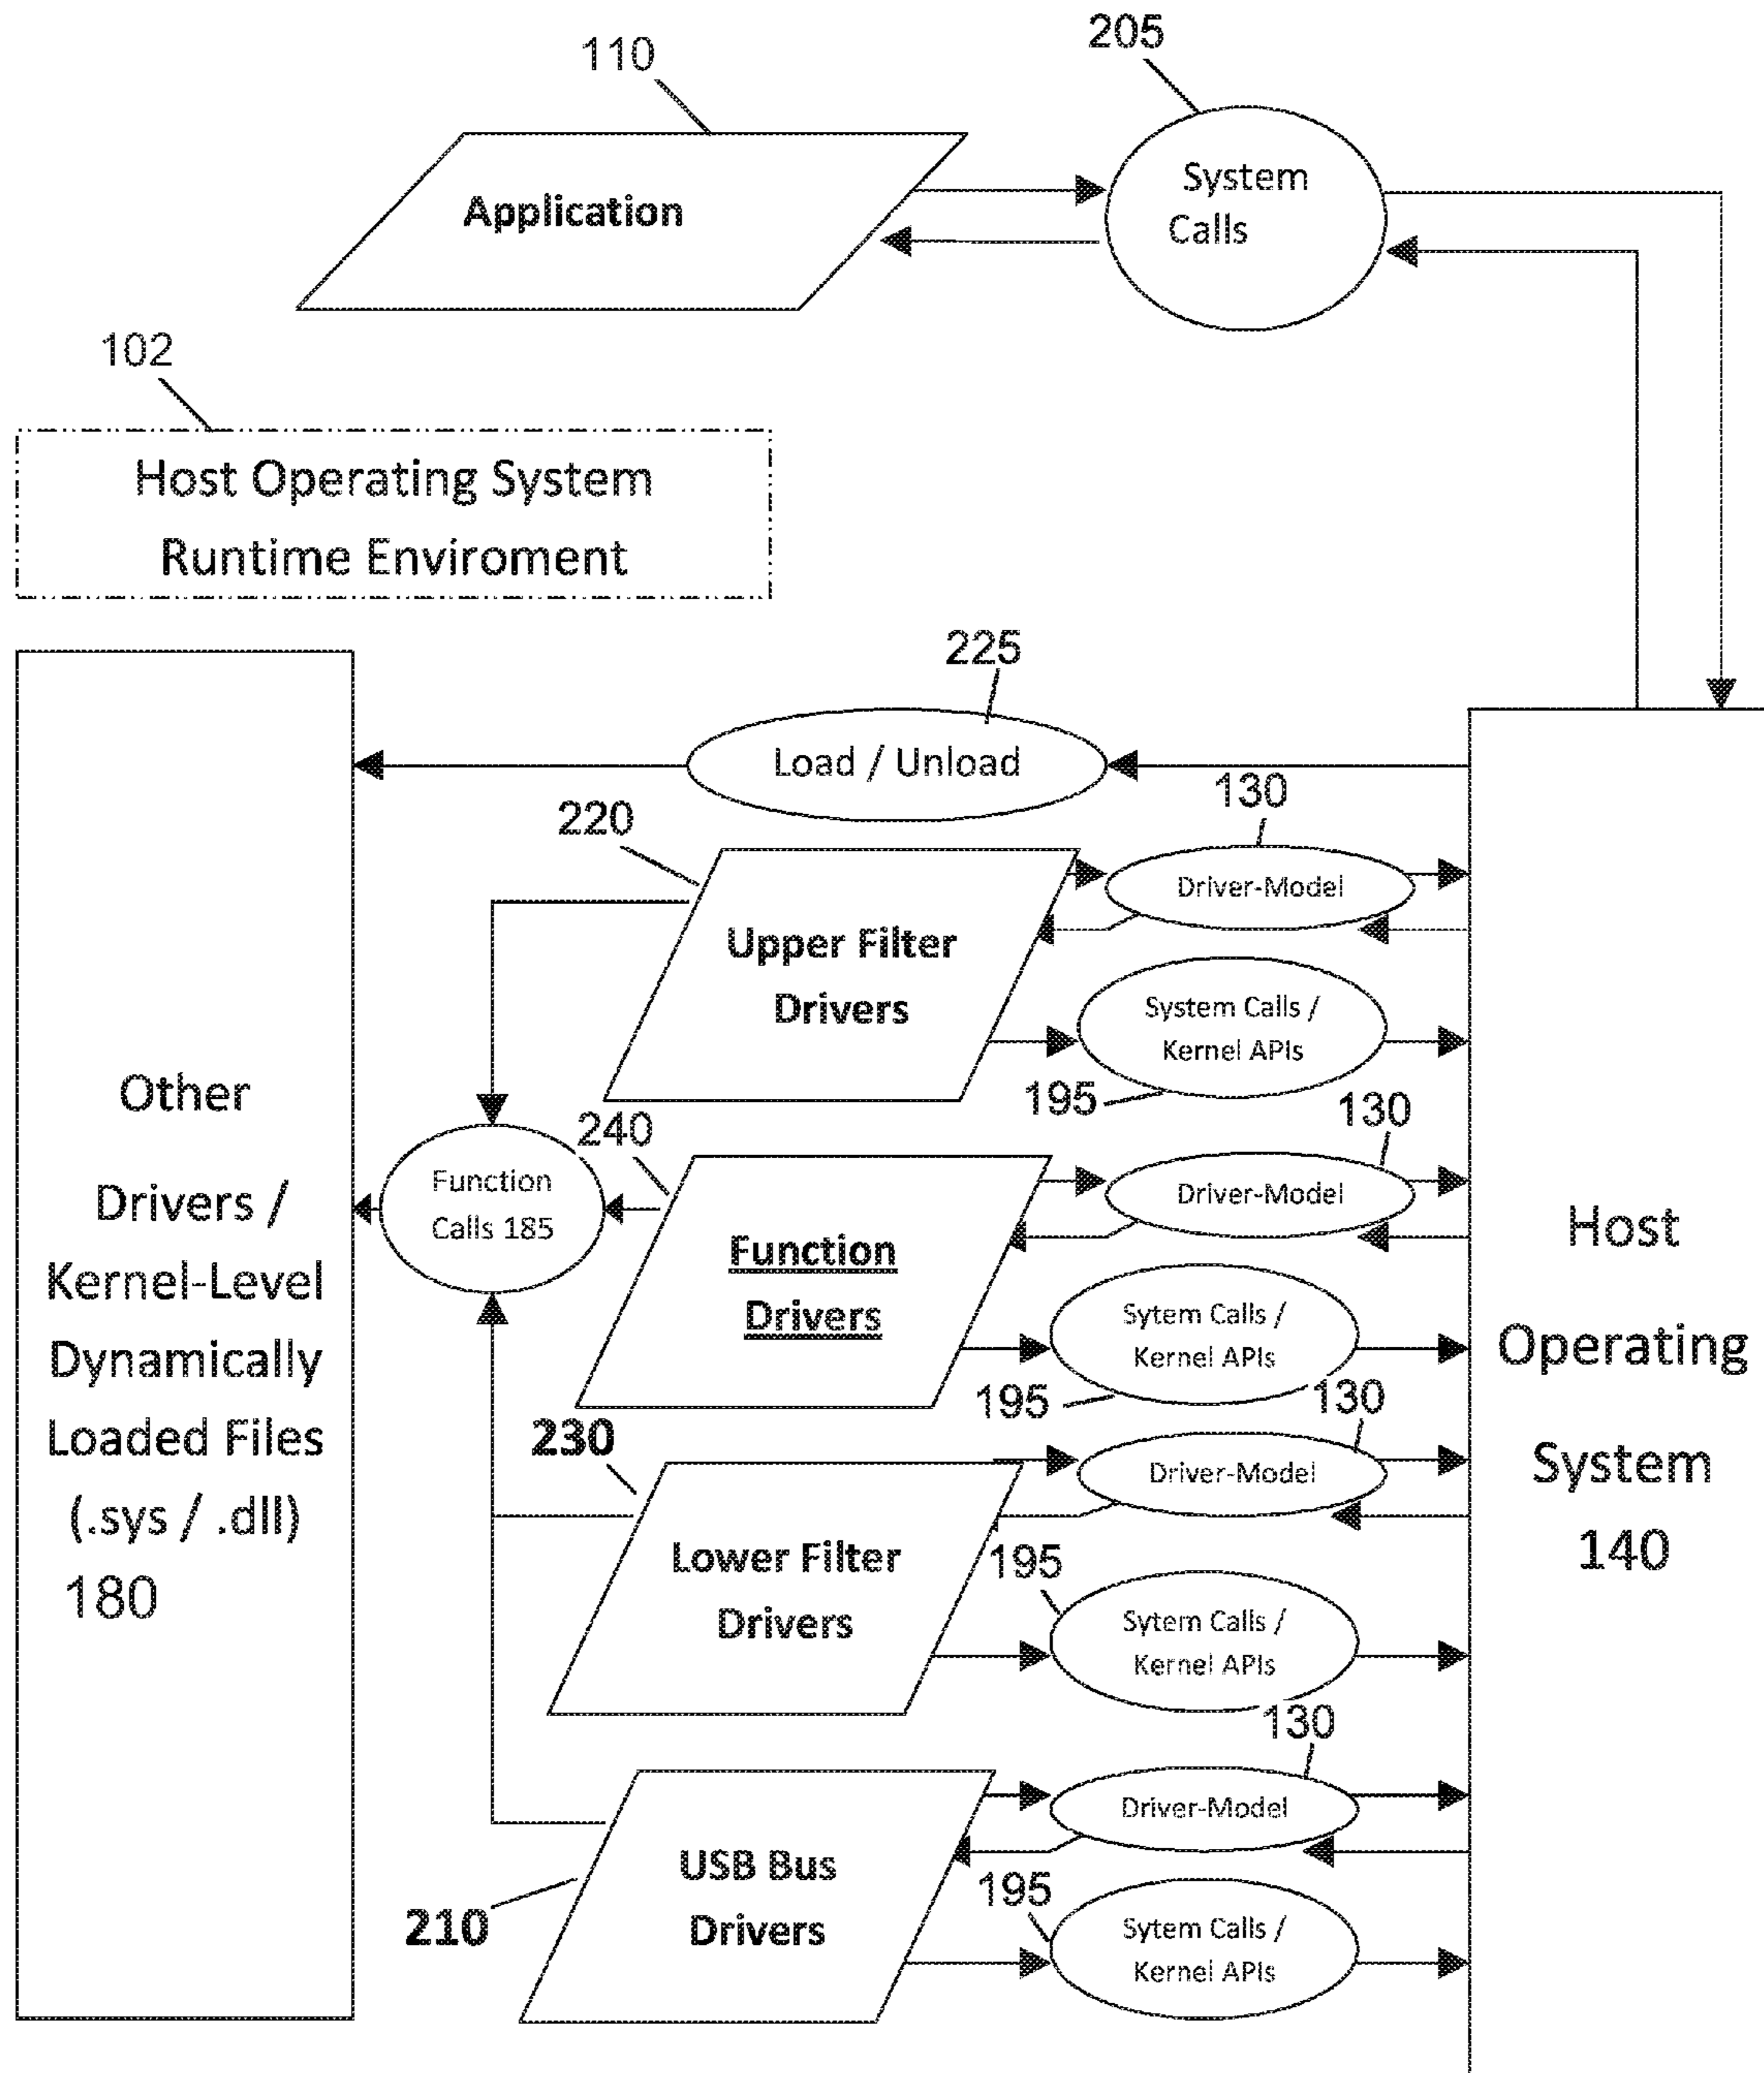 205
110
System
Calls
Application
102
Host Operating System
Runtime Enviroment
225
Load / Unload
130
220
Driver-Model
Upper Filter
Drivers
System Calls /
Kernel APIs
195
130
240
Driver-Model
Function
Calls 185
Function
Drivers
Sytem Calls /
Kernel APIs
195
130
230
Driver-Model
Lower Filter
Drivers
195
Sytem Calls /
Kernel APIs
130
Driver-Model
USB Bus
Drivers
210
195
Sytem Calls /
Kernel APIs
Other
Drivers /
Kernel-Level
Dynamically
Loaded Files
(.sys / .dll)
180
Host
Operating
System
140